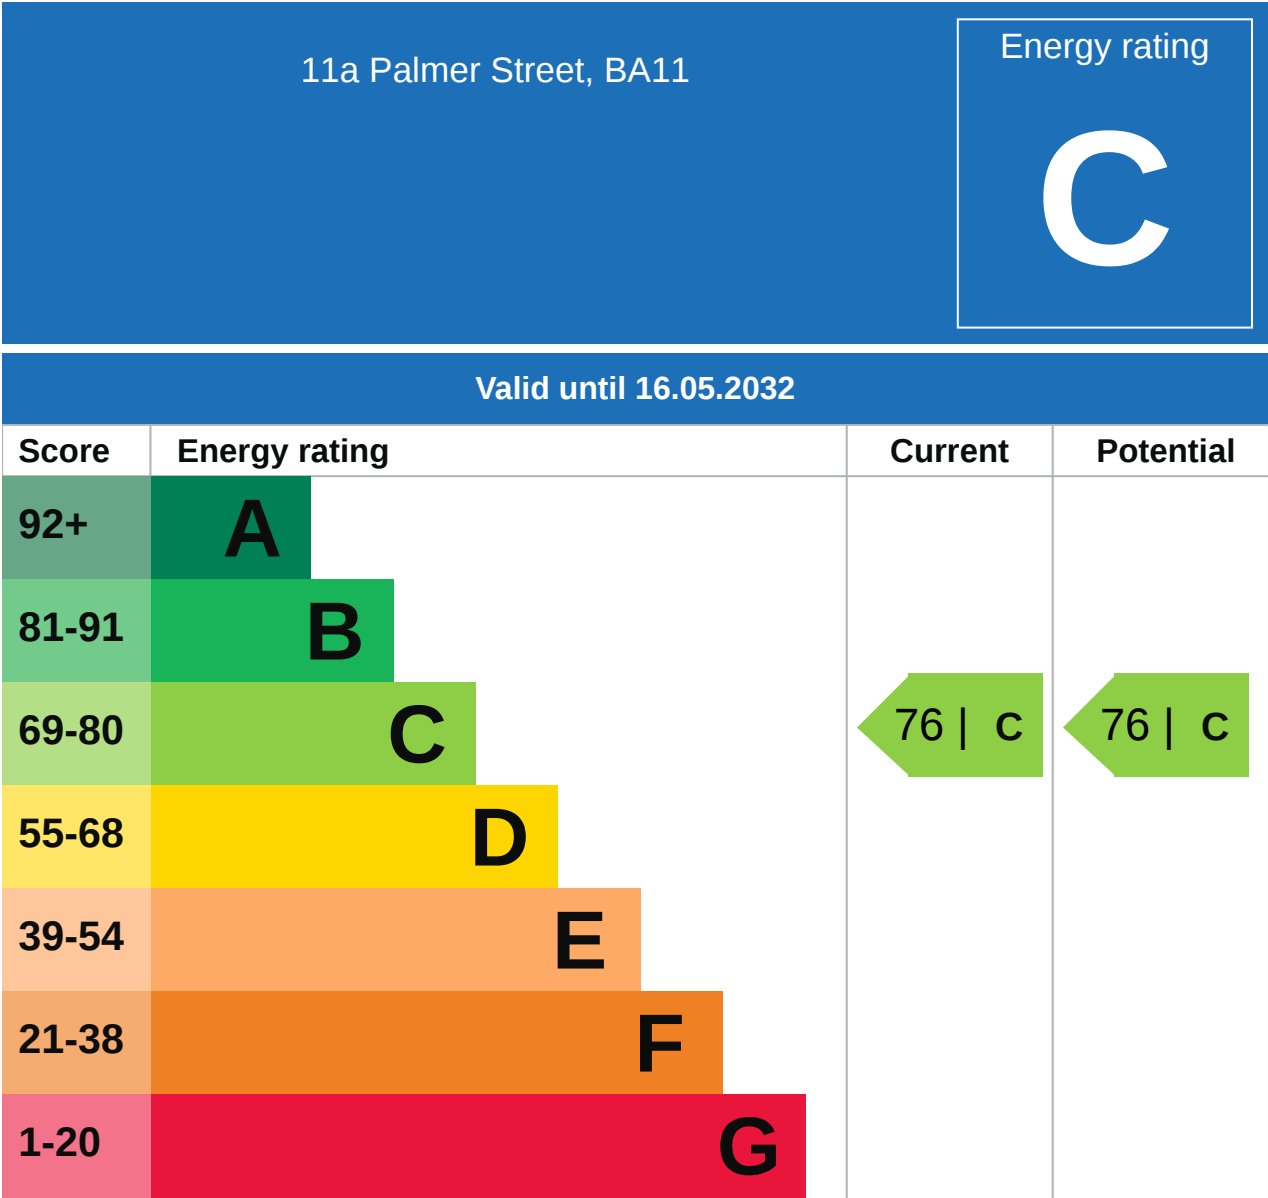 11a Palmer Street, BA11
Energy rating
C
Valid until 16.05.2032
Score Energy rating Current Potential
92+ A
81-91 B
69-80 C 76 | C 76 | C
55-68 D
39-54 E
21-38 F
1-20 G